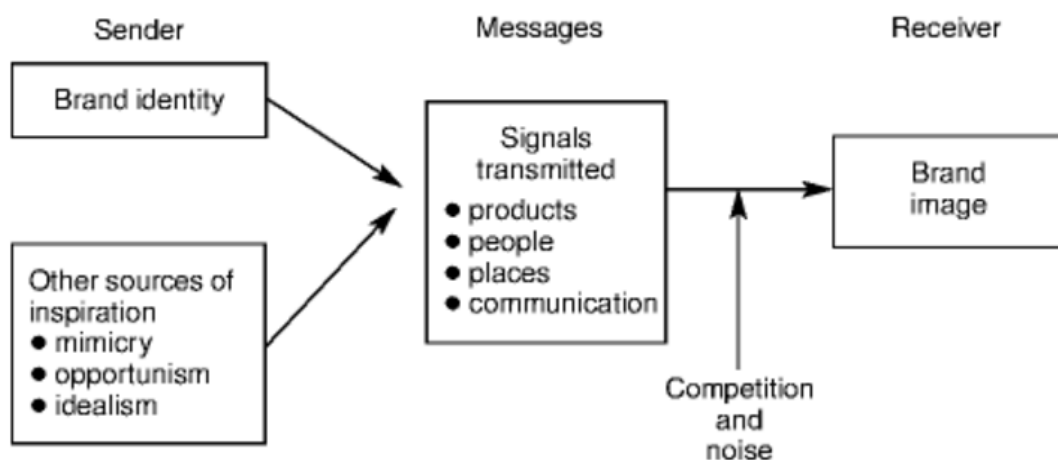 Sender
Messages
Receiver
Brand identity
Other sources of
inspiration
● mimicry
● opportunism
● idealism
Signals
transmitted
● products
● people
● places
● communication
Competition
and
noise
Brand
image